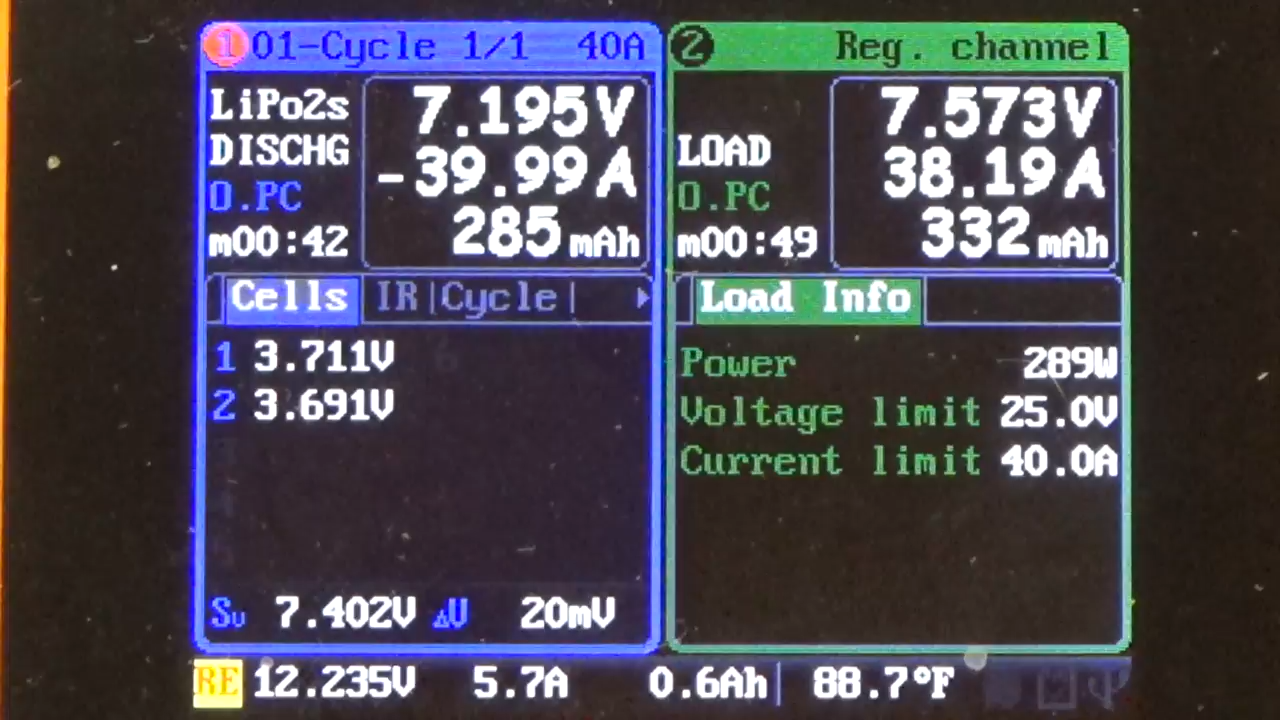 1 01-Cycle 1/1 40A
LiPo2s 7.195V
DISCHG -39.99A
O.PC
m00:42 285mAh
Cells IR|Cycle|
1 3.711V
2 3.691V
Su 7.402V ΔU 20mV
2 Reg. channel
7.573V
LOAD 38.19A
O.PC
m00:49 332mAh
Load Info
Power 289W
Voltage limit 25.0V
Current limit 40.0A
RE 12.235V 5.7A 0.6Ah| 88.7°F